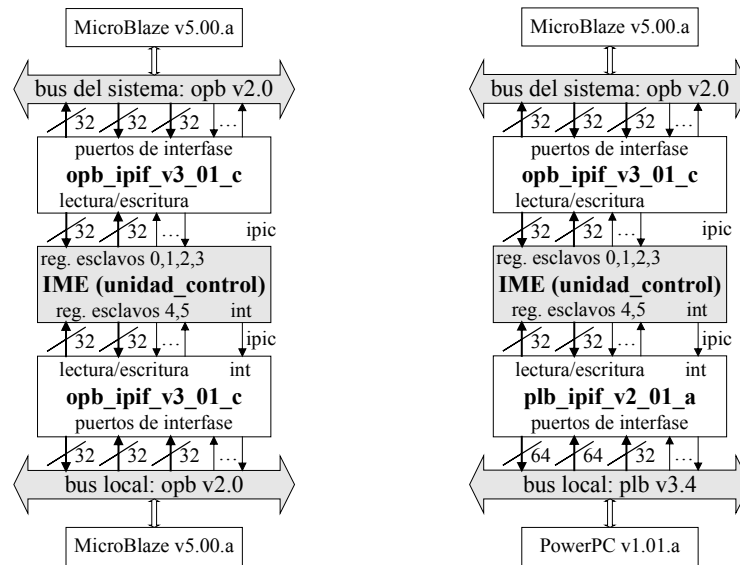 MicroBlaze v5.00.a
bus del sistema: opb v2.0
32 32 32 ...
puertos de interfase
opb_ipif_v3_01_c
lectura/escritura
32 32 ... ipic
reg. esclavos 0,1,2,3
IME (unidad_control)
reg. esclavos 4,5 int
32 32 ... ipic
lectura/escritura int
opb_ipif_v3_01_c
puertos de interfase
32 32 32 ...
bus local: opb v2.0
MicroBlaze v5.00.a
MicroBlaze v5.00.a
bus del sistema: opb v2.0
32 32 32 ...
puertos de interfase
opb_ipif_v3_01_c
lectura/escritura
32 32 ... ipic
reg. esclavos 0,1,2,3
IME (unidad_control)
reg. esclavos 4,5 int
32 32 ... ipic
lectura/escritura int
plb_ipif_v2_01_a
puertos de interfase
64 64 32 ...
bus local: plb v3.4
PowerPC v1.01.a